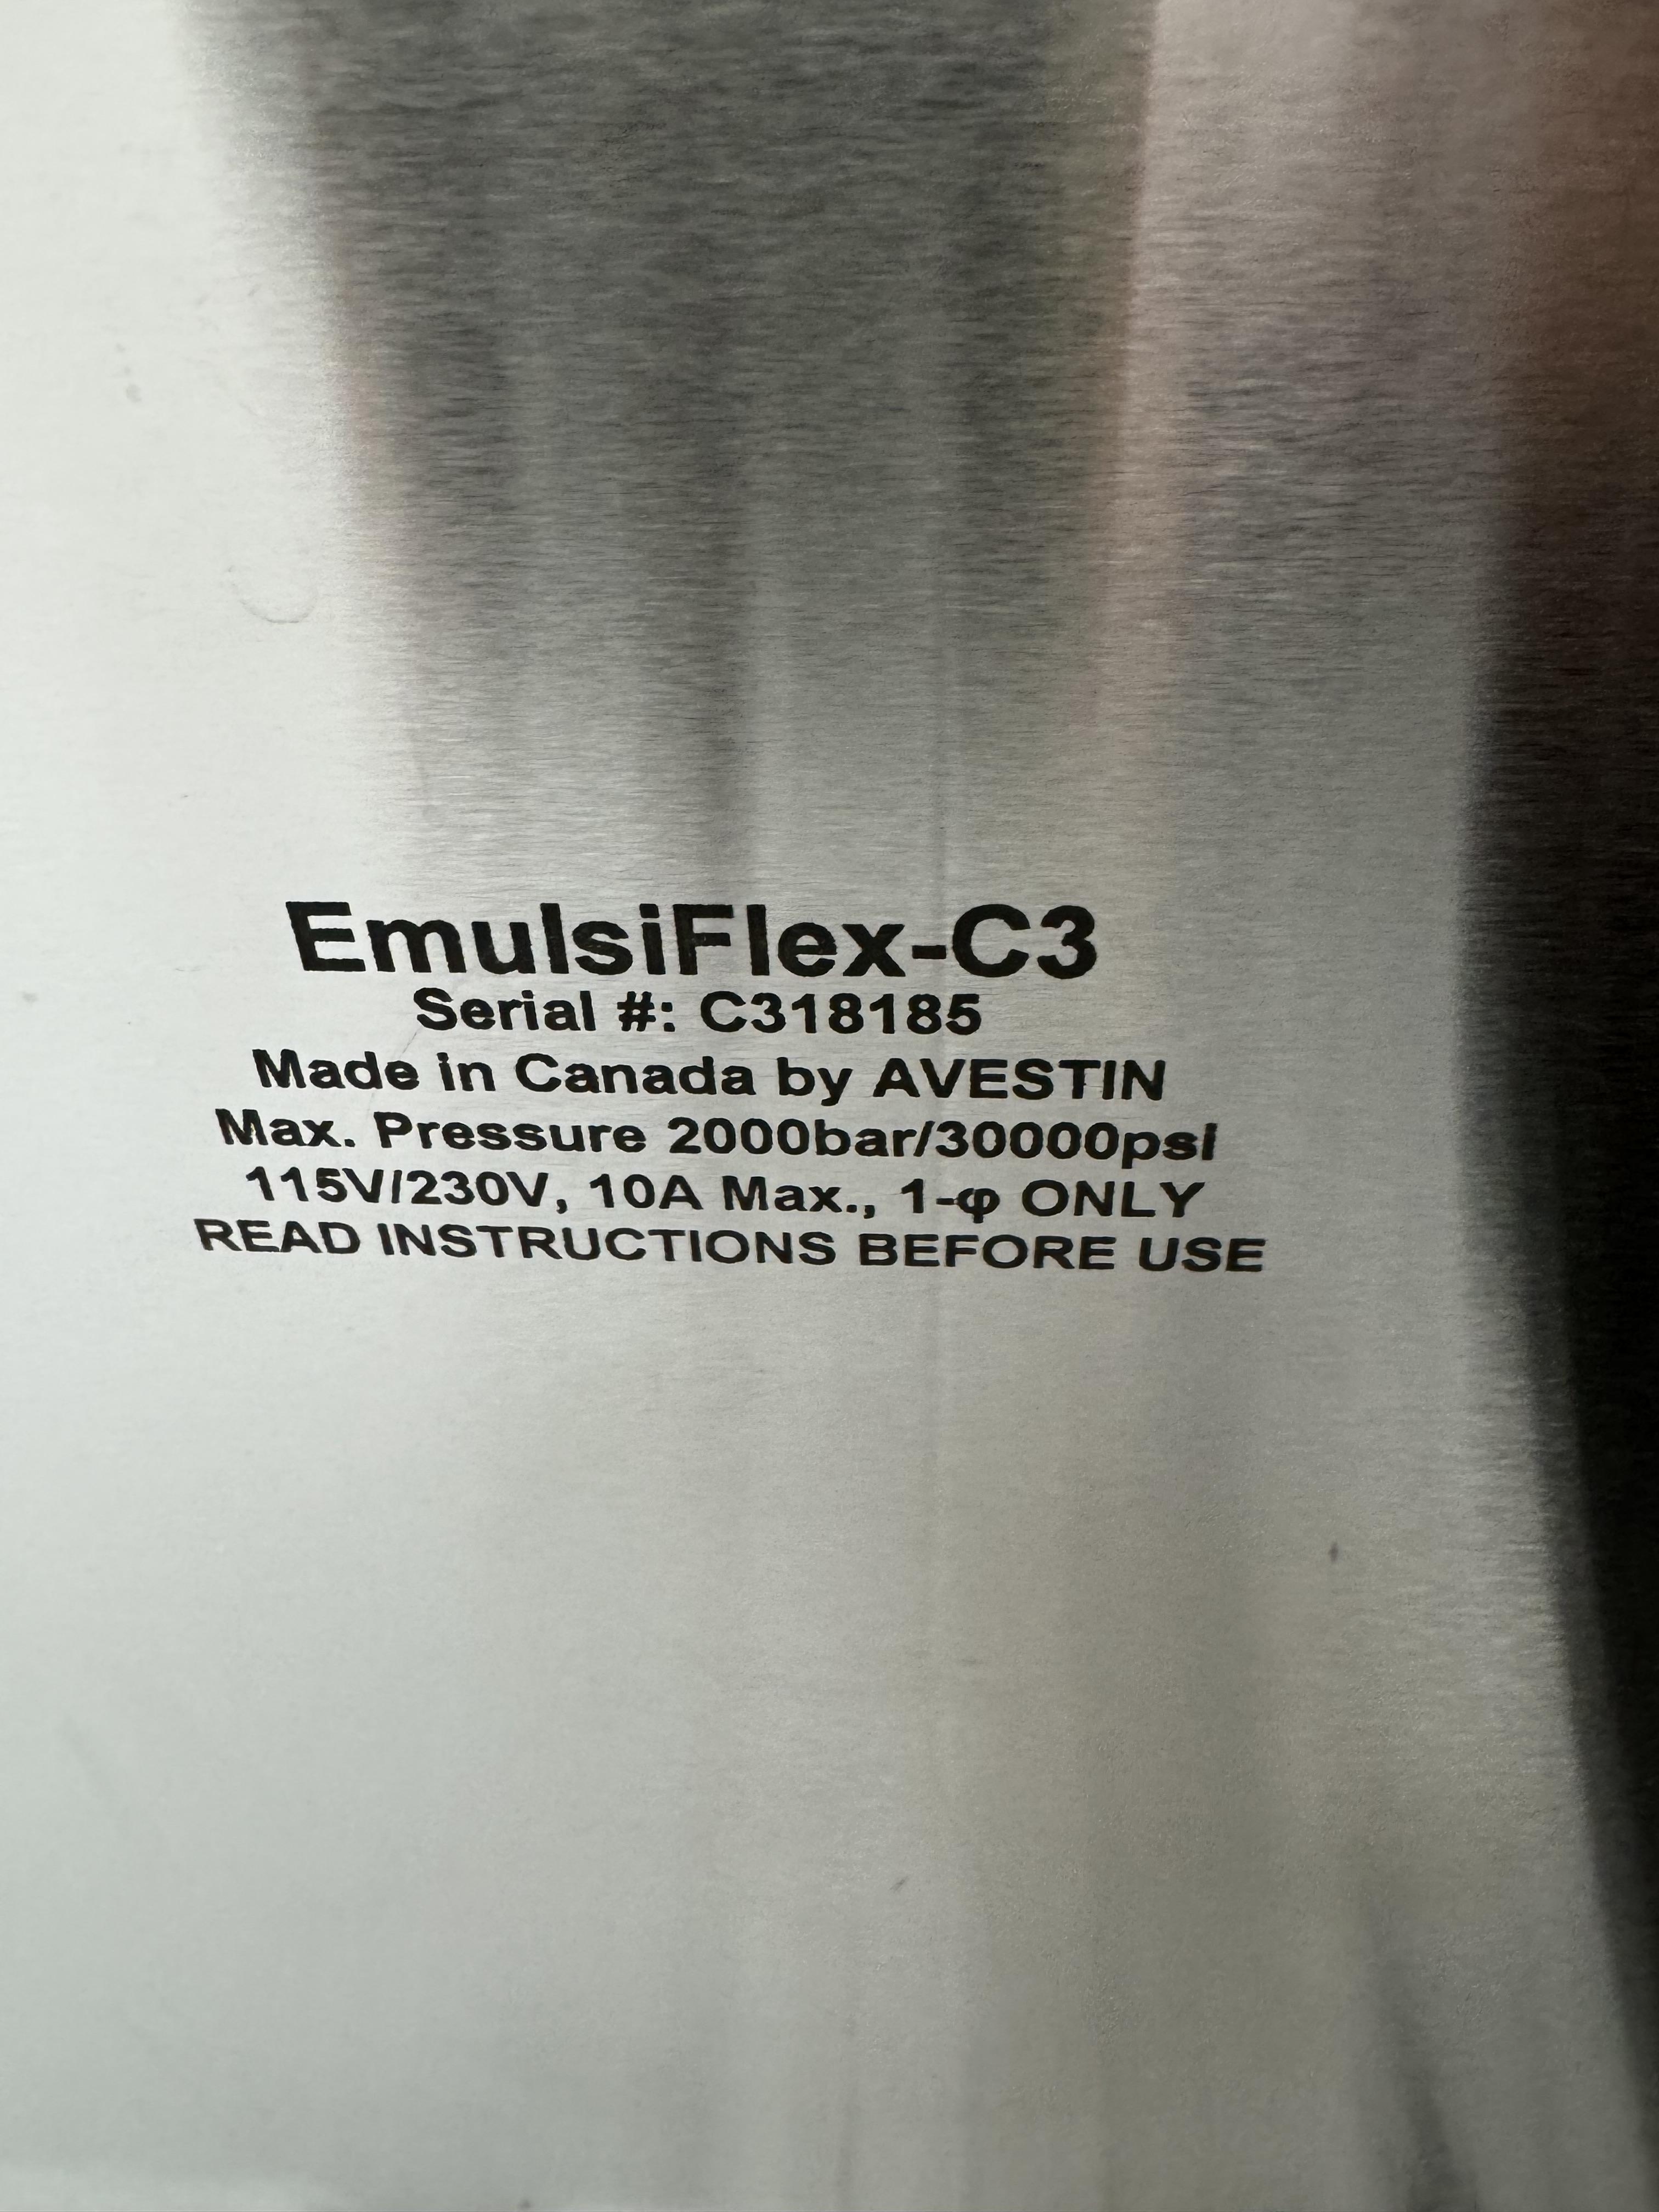 EmulsiFlex-C3
Serial #: C318185
Made in Canada by AVESTIN
Max. Pressure 2000bar/30000psi
115V/230V, 10A Max., 1-φ ONLY
READ INSTRUCTIONS BEFORE USE